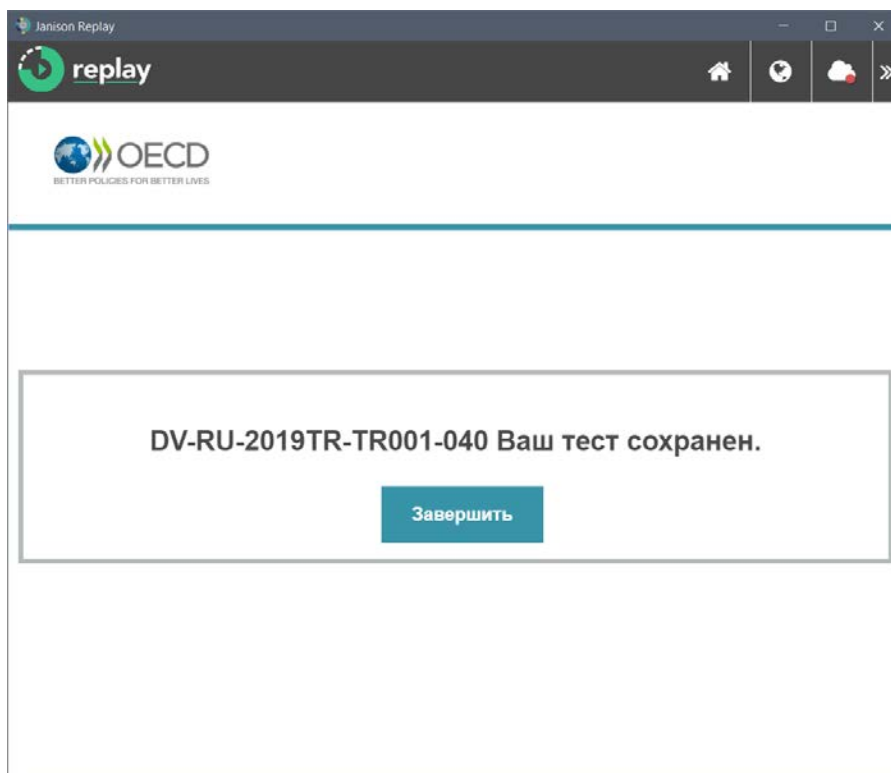 Janison Replay
replay
OECD
BETTER POLICIES FOR BETTER LIVES
DV-RU-2019TR-TR001-040 Ваш тест сохранен.
Завершить